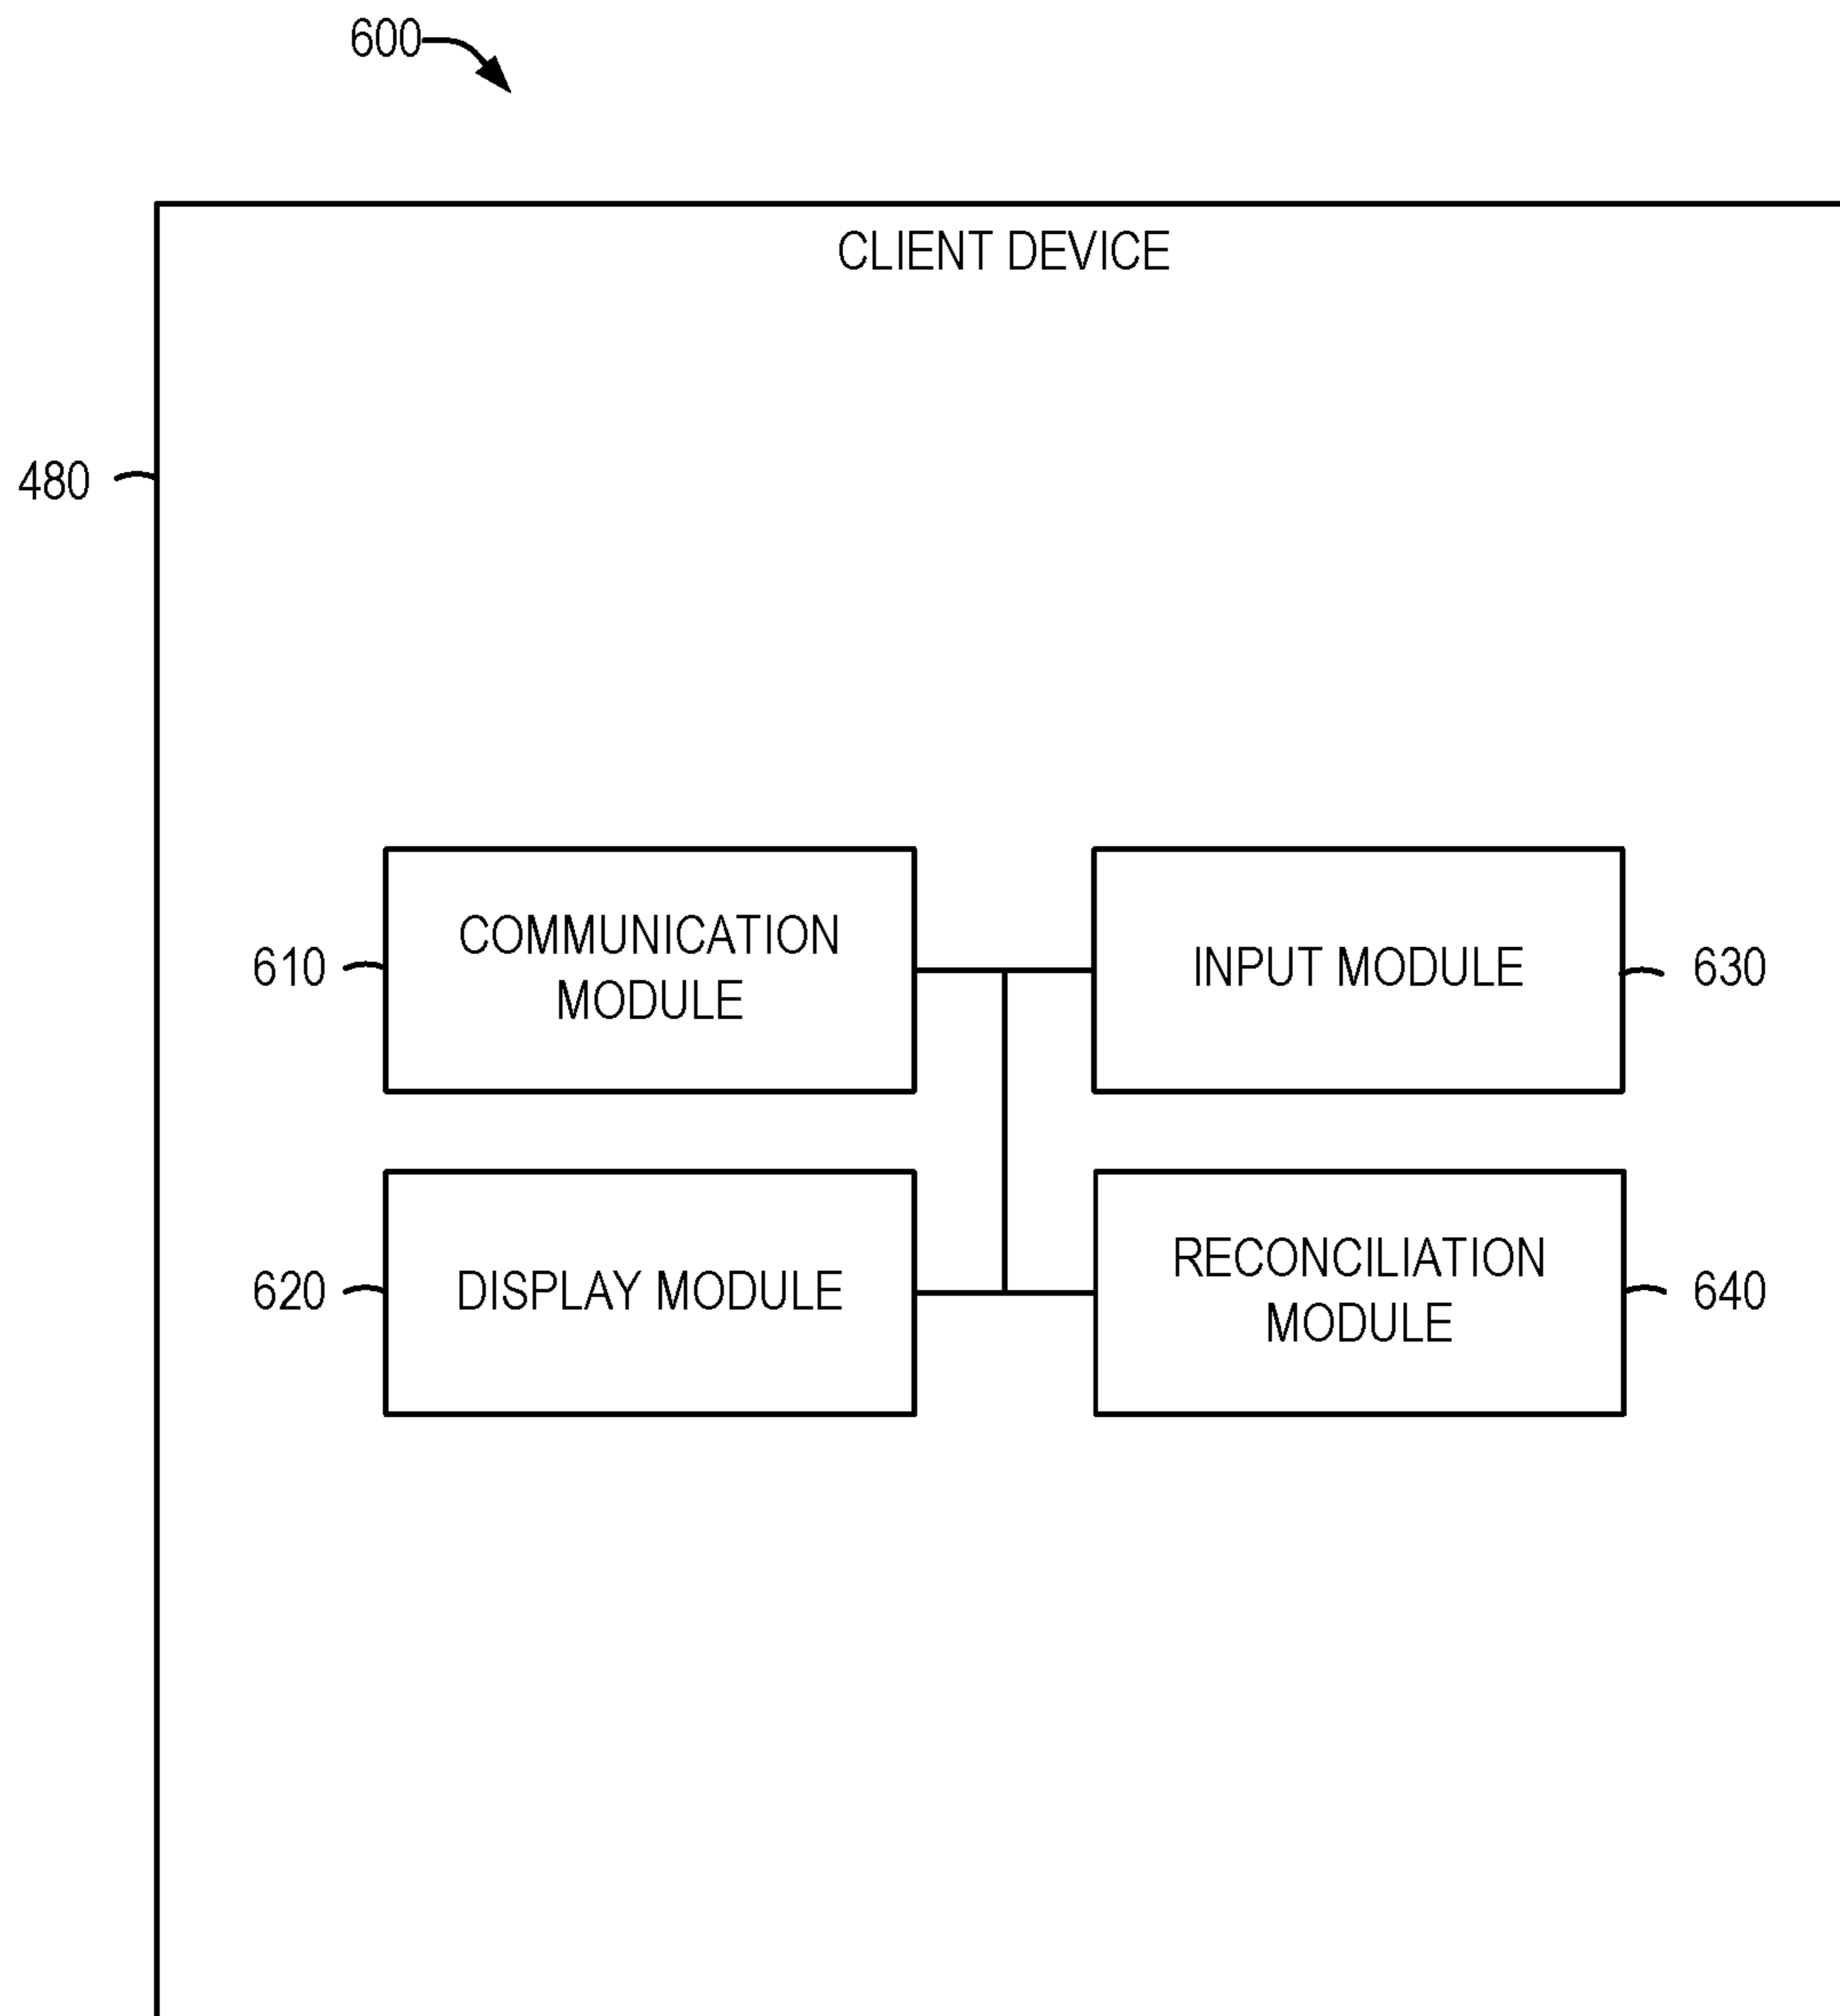 600
CLIENT DEVICE
480
COMMUNICATION
MODULE
610
INPUT MODULE
630
DISPLAY MODULE
620
RECONCILIATION
MODULE
640